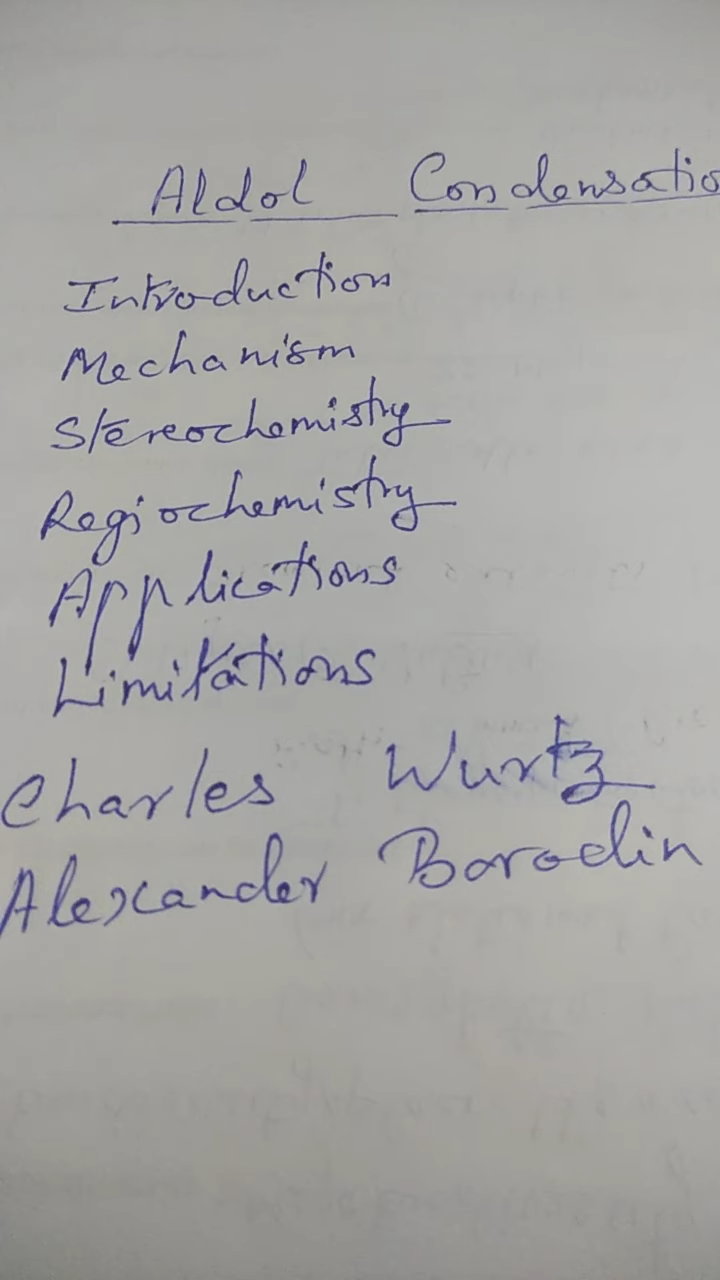 Aldol Condensatio
Introduction
Mechanism
Stereochemistry
Regiochemistry
Applications
Limitations
Charles Wurtz
Alexander Borodin